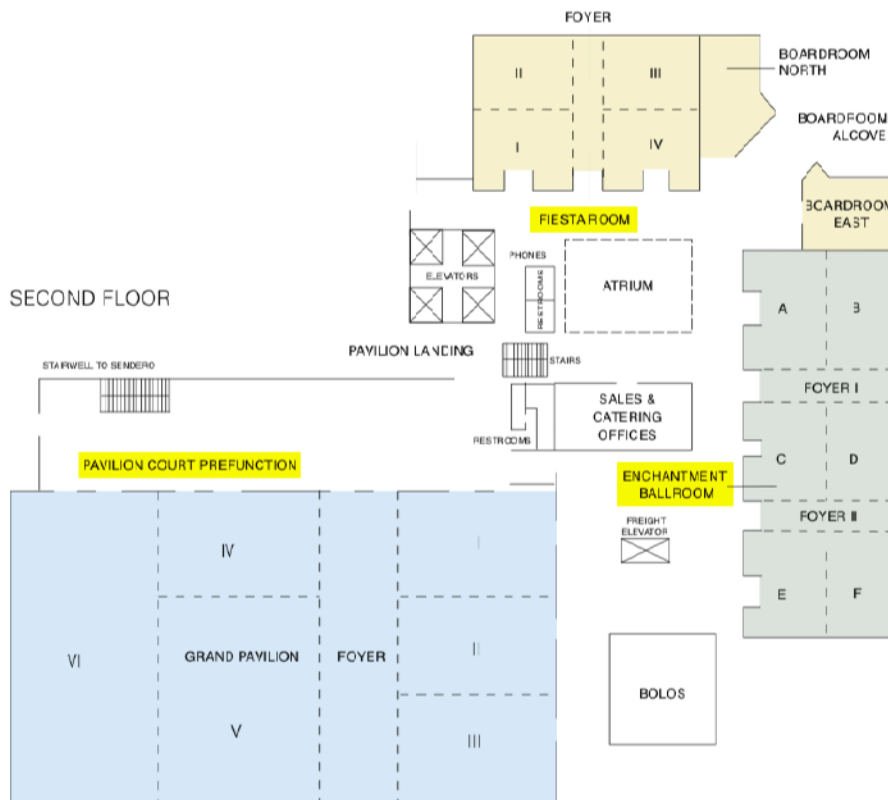 FOYER
BOARDROOM
NORTH
II
III
BOARDFOOM
ALCOVE
I
IV
FIESTA ROOM
BCARDROOM
EAST
PHONES
ELEVATORS
RESTROOMS
ATRIUM
A
B
SECOND FLOOR
PAVILION LANDING
STAIRS
STAIRWELL TO SENDERO
FOYER I
SALES &
CATERING
OFFICES
RESTROOMS
PAVILION COURT PREFUNCTION
C
D
ENCHANTMENT
BALLROOM
FOYER II
FREIGHT
ELEVATOR
IV
I
E
F
VI
GRAND PAVILION
FOYER
II
BOLOS
V
III